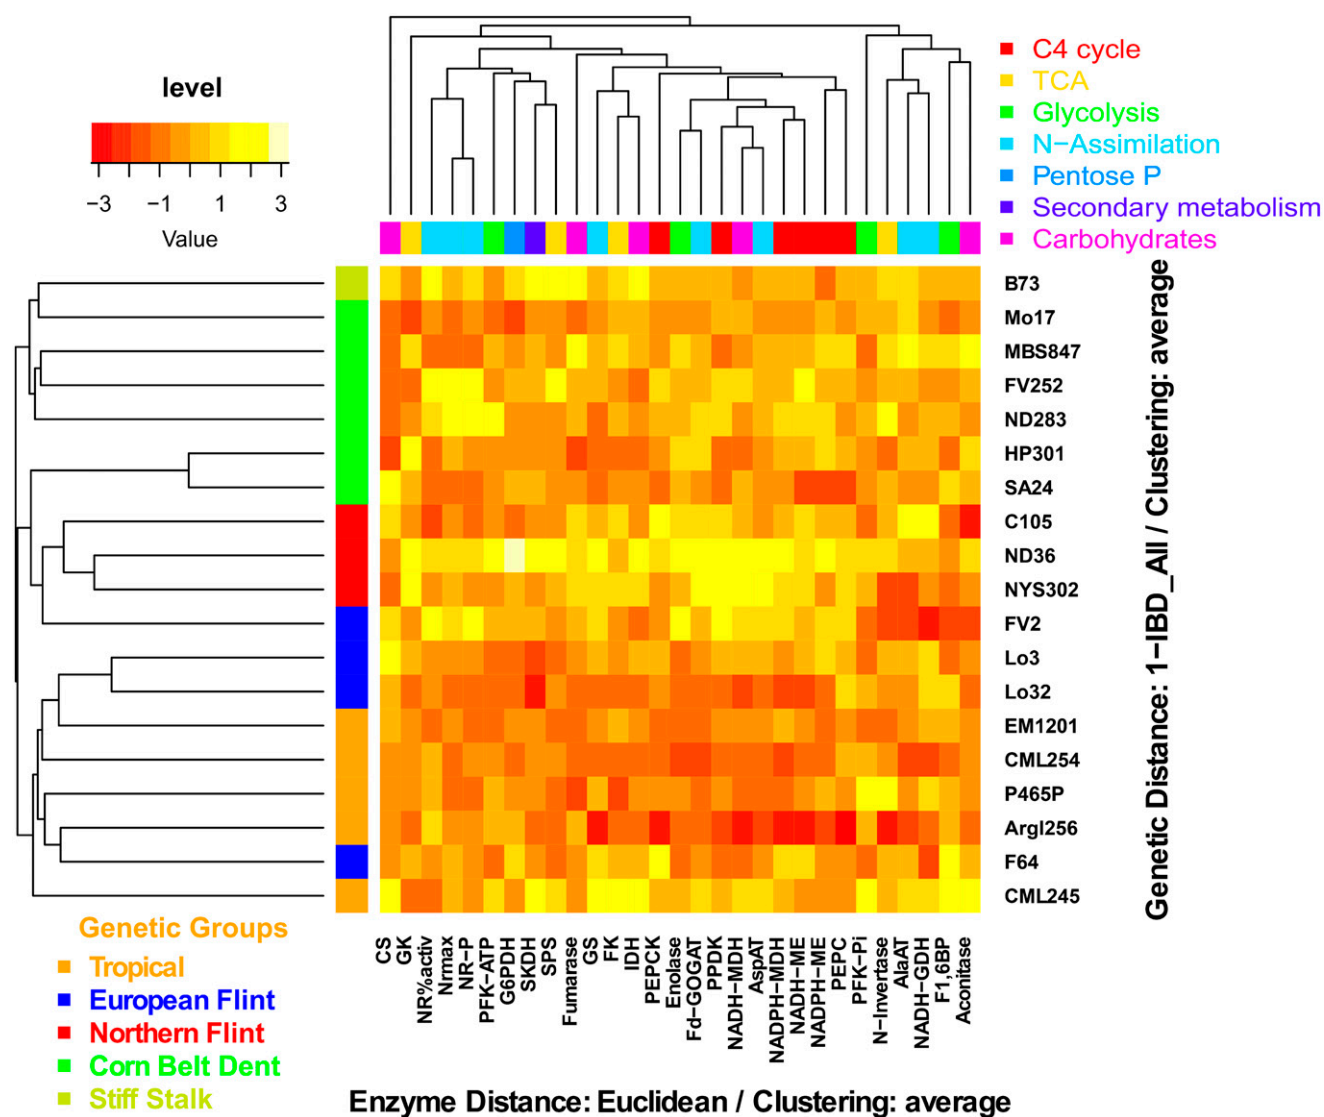 level
−3 −1 1 3
Value
C4 cycle
TCA
Glycolysis
N−Assimilation
Pentose P
Secondary metabolism
Carbohydrates
B73
Mo17
MBS847
FV252
ND283
HP301
SA24
C105
ND36
NYS302
FV2
Lo3
Lo32
EM1201
CML254
P465P
Argl256
F64
CML245
Genetic Distance: 1−IBD_All / Clustering: average
Genetic Groups
Tropical
European Flint
Northern Flint
Corn Belt Dent
Stiff Stalk
CS
GK
NR%activ
Nrmax
NR−P
PFK−ATP
G6PDH
SKDH
SPS
Fumarase
GS
FK
IDH
PEPCK
Enolase
Fd−GOGAT
PPDK
NADH−MDH
AspAT
NADPH−MDH
NADH−ME
NADPH−ME
PEPC
PFK−Pi
N−Invertase
AlaAT
NADH−GDH
F1,6BP
Aconitase
Enzyme Distance: Euclidean / Clustering: average